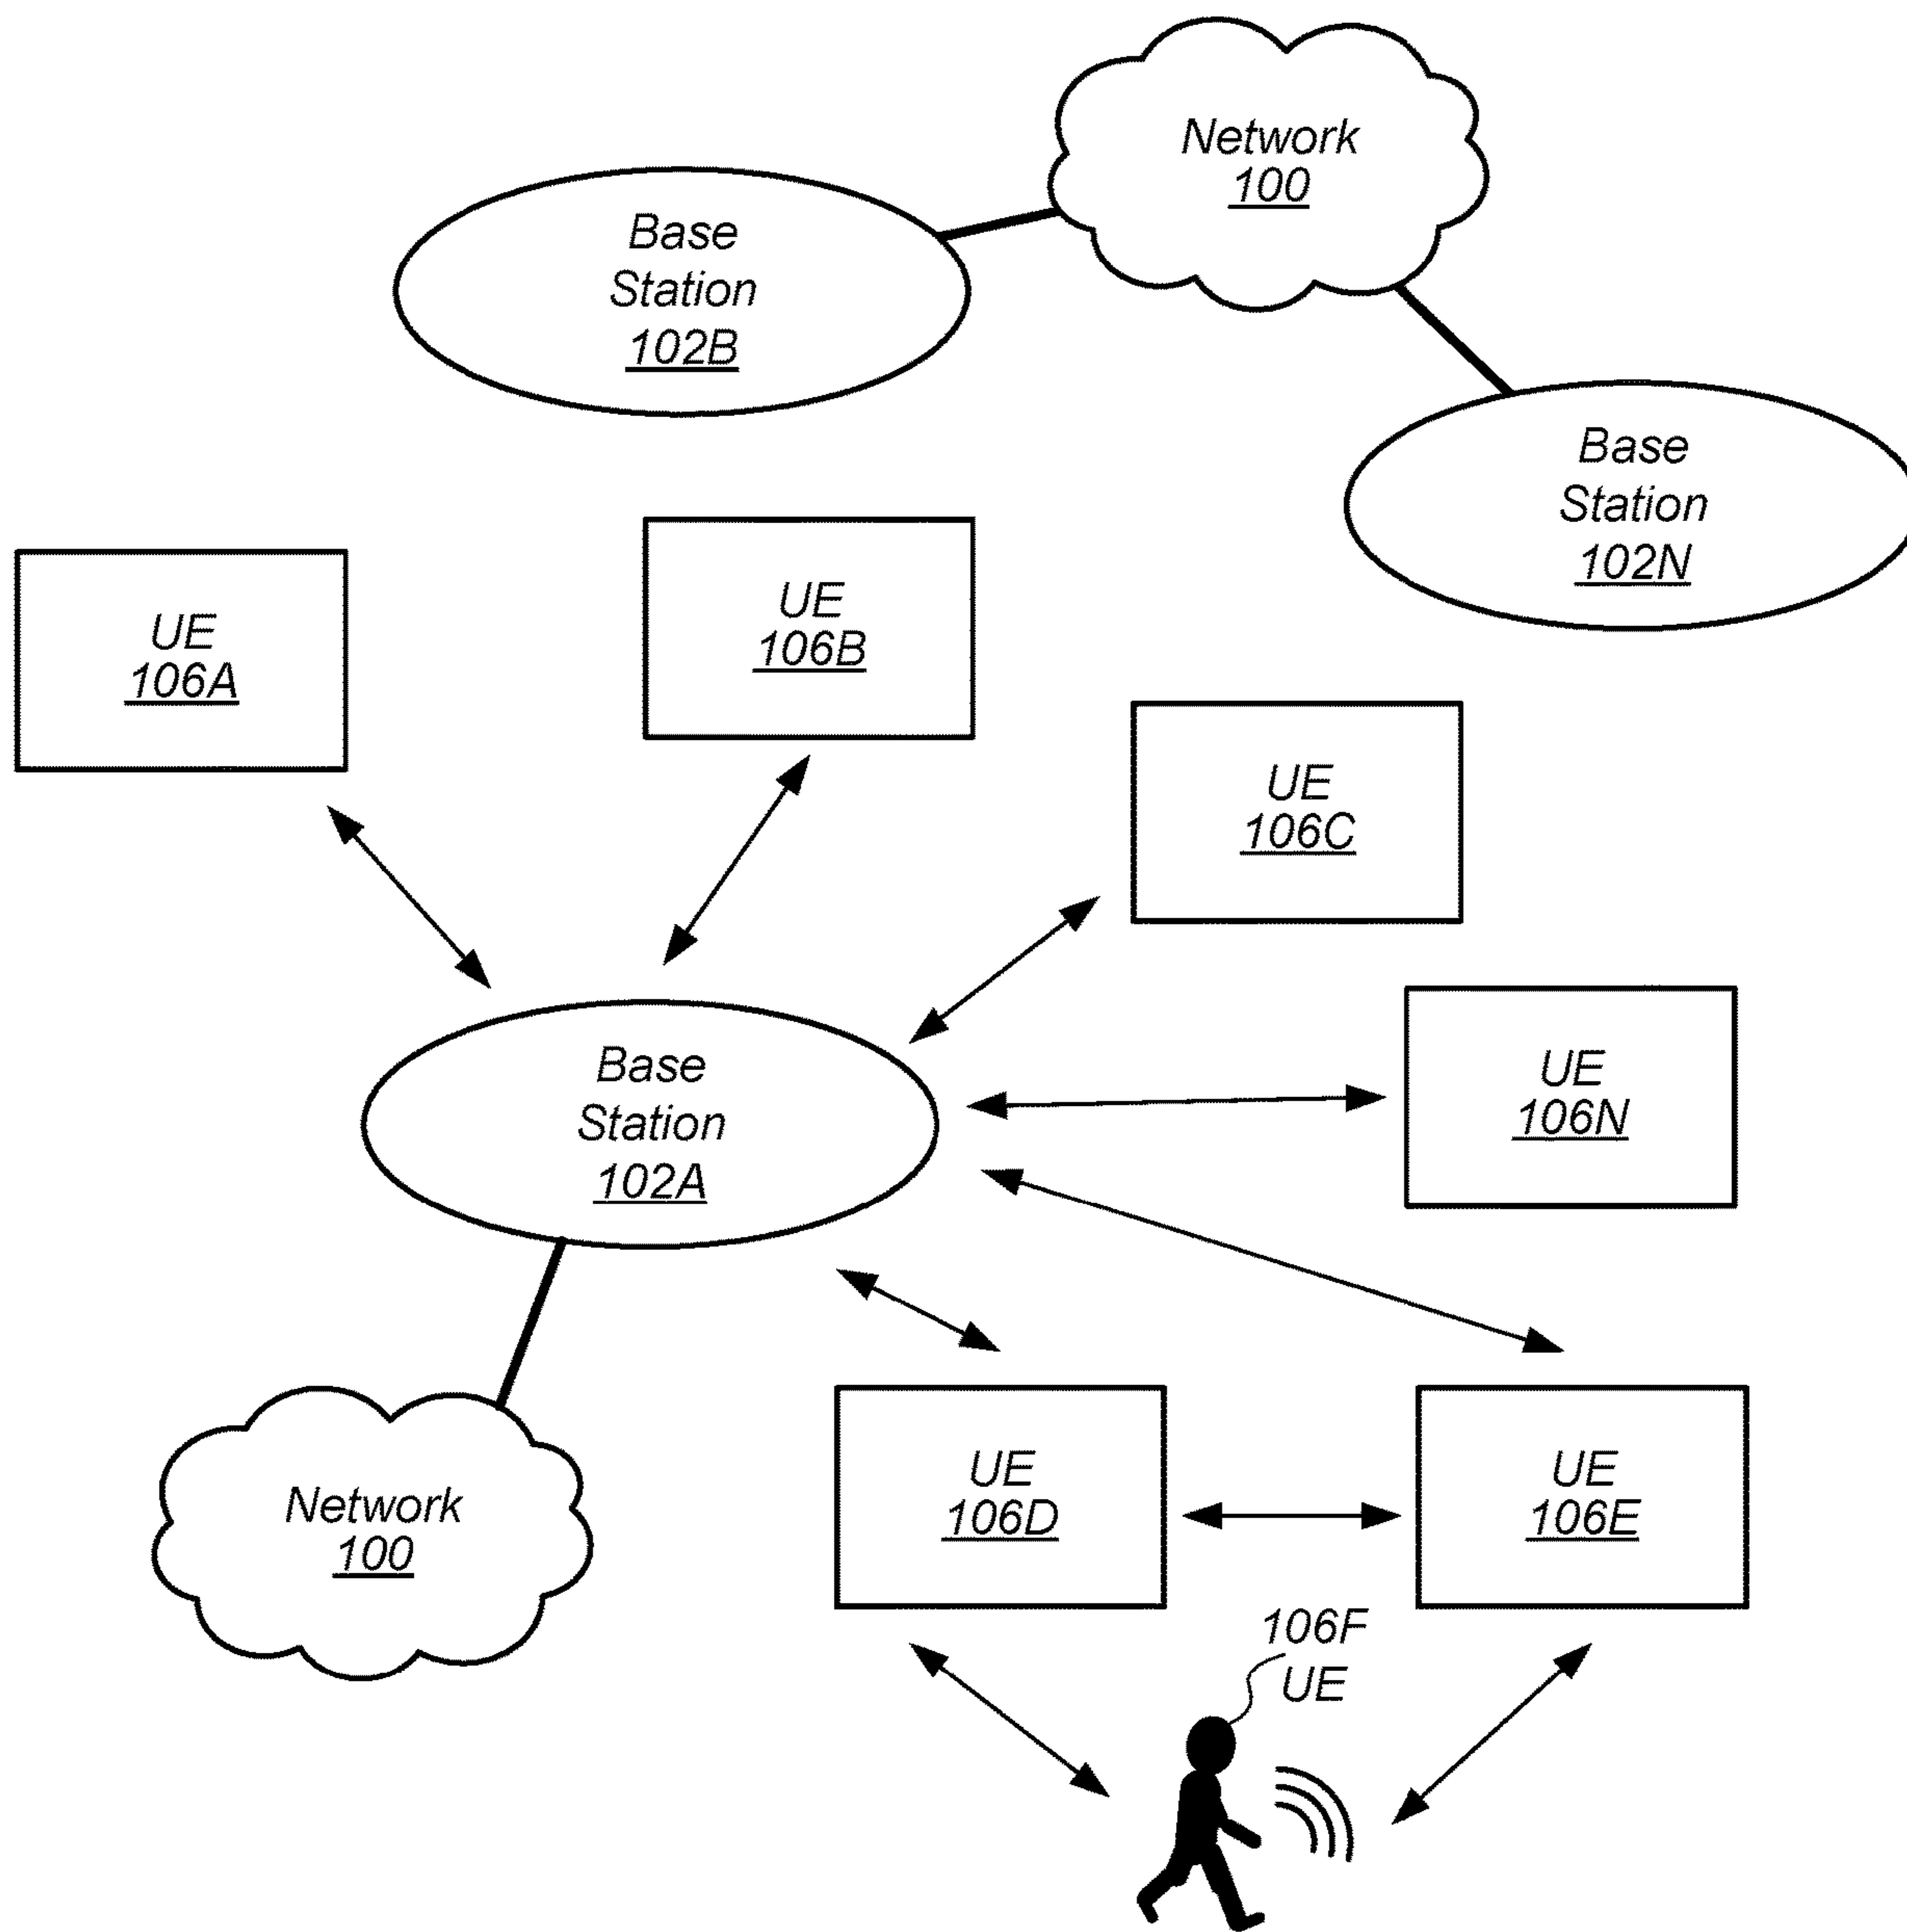 Network
100
Base
Station
102B
Base
Station
102N
UE
106A
UE
106B
UE
106C
UE
106N
Base
Station
102A
Network
100
UE
106D
UE
106E
106F
UE